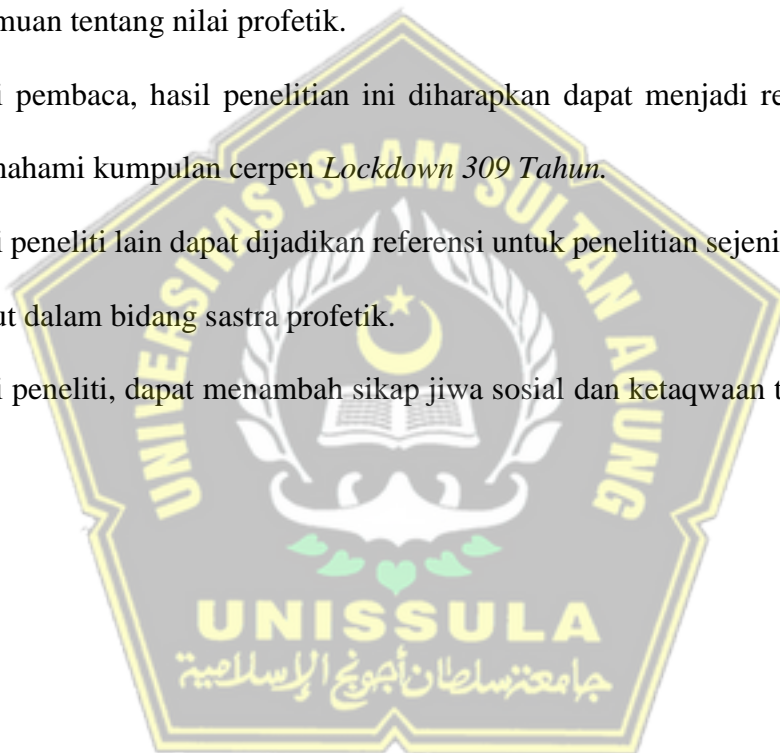 muan tentang nilai profetik.
i pembaca, hasil penelitian ini diharapkan dapat menjadi re
nahami kumpulan cerpen Lockdown 309 Tahun.
i peneliti lain dapat dijadikan referensi untuk penelitian sejeni
ut dalam bidang sastra profetik.
i peneliti, dapat menambah sikap jiwa sosial dan ketaqwaan t
UNIVERSITAS ISLAM SULTAN AGUNG
UNISSULA
جامعة سلطان أجونج الإسلامية